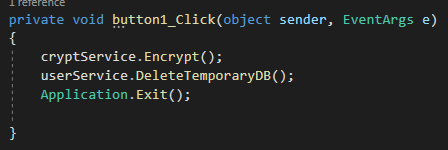 1 reference
private void button1_Click(object sender, EventArgs e)
{
cryptService.Encrypt();
userService.DeleteTemporaryDB();
Application.Exit();
}